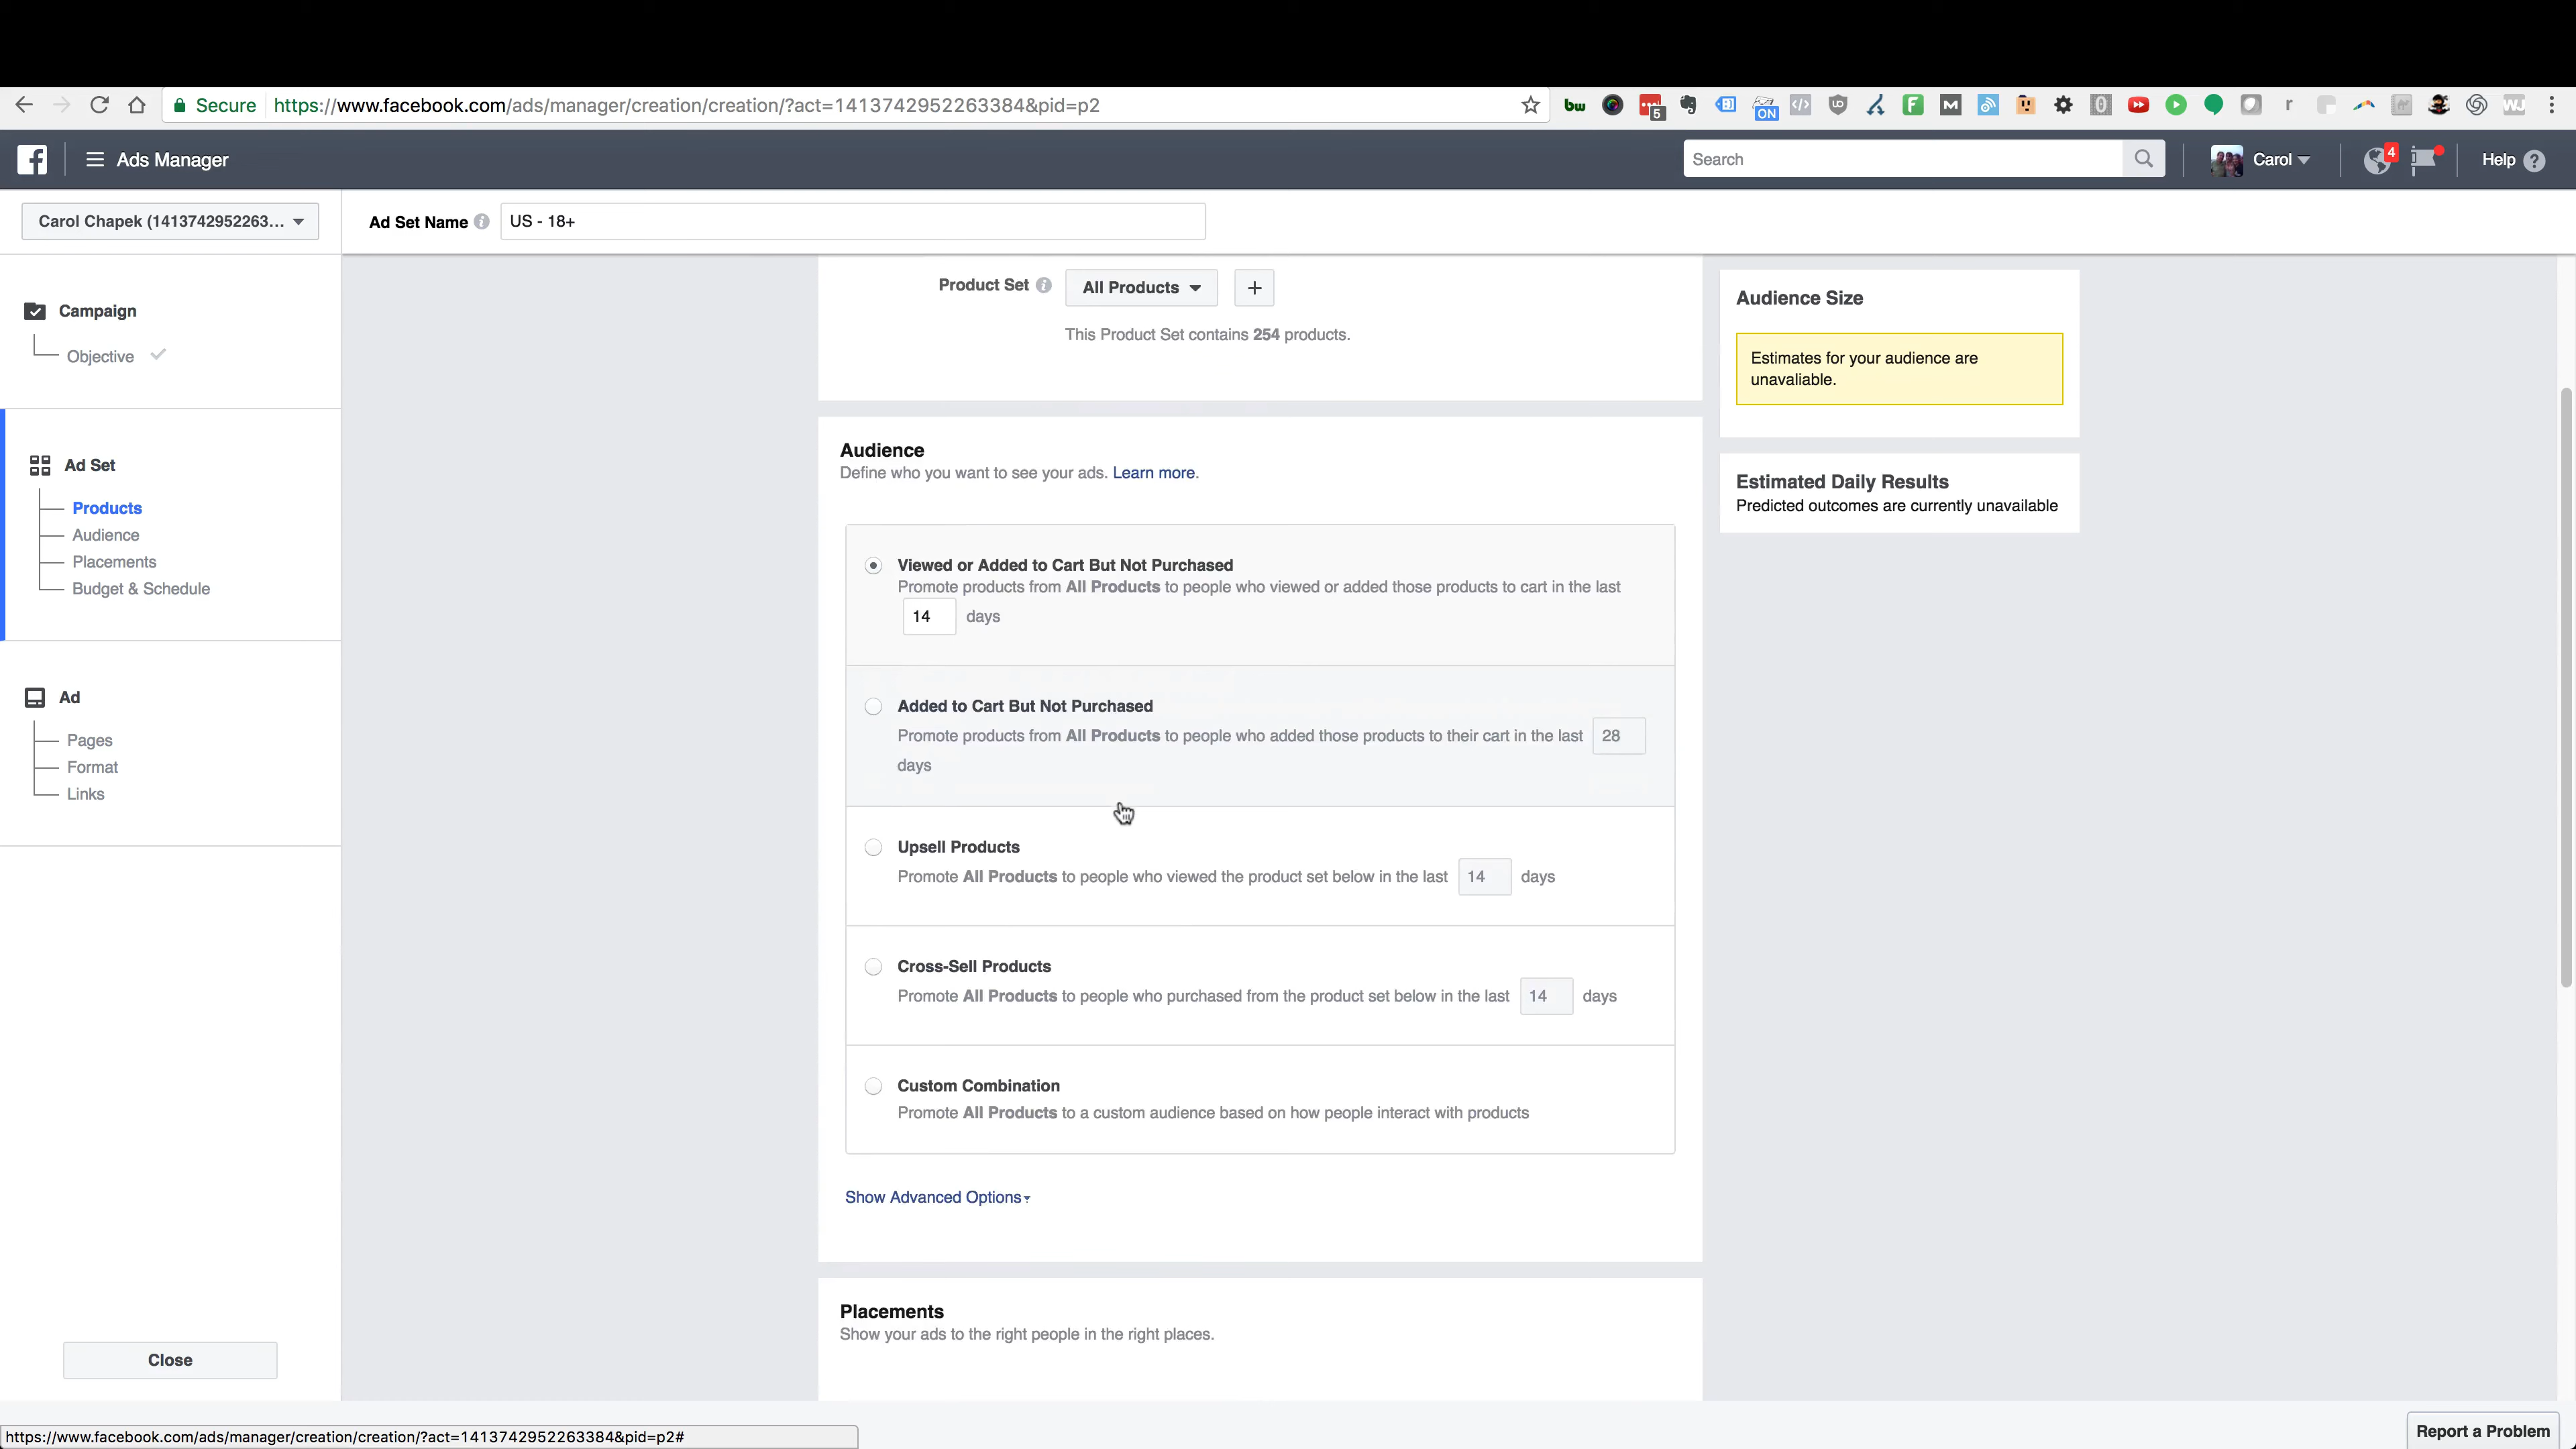 Secure https://www.facebook.com/ads/manager/creation/creation/?act=1413742952263384&pid=p2
bw 5 ON F M r WJ
Ads Manager
Search
Carol
4
Help ?
Carol Chapek (1413742952263...
Ad Set Name
US - 18+
Campaign
Objective
Ad Set
Products
Audience
Placements
Budget & Schedule
Ad
Pages
Format
Links
Close
Product Set
All Products
+
This Product Set contains 254 products.
Audience
Define who you want to see your ads. Learn more.
Viewed or Added to Cart But Not Purchased
Promote products from All Products to people who viewed or added those products to cart in the last
14 days
Added to Cart But Not Purchased
Promote products from All Products to people who added those products to their cart in the last 28
days
Upsell Products
Promote All Products to people who viewed the product set below in the last 14 days
Cross-Sell Products
Promote All Products to people who purchased from the product set below in the last 14 days
Custom Combination
Promote All Products to a custom audience based on how people interact with products
Show Advanced Options
Placements
Show your ads to the right people in the right places.
Audience Size
Estimates for your audience are
unavaliable.
Estimated Daily Results
Predicted outcomes are currently unavailable
https://www.facebook.com/ads/manager/creation/creation/?act=1413742952263384&pid=p2#
Report a Problem